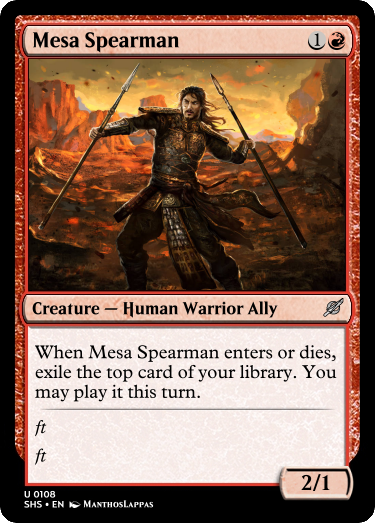 Mesa Spearman 1
Creature — Human Warrior Ally
When Mesa Spearman enters or dies,
exile the top card of your library. You
may play it this turn.
ft
ft
2/1
U 0108
SHS • EN MANTHOSLAPPAS